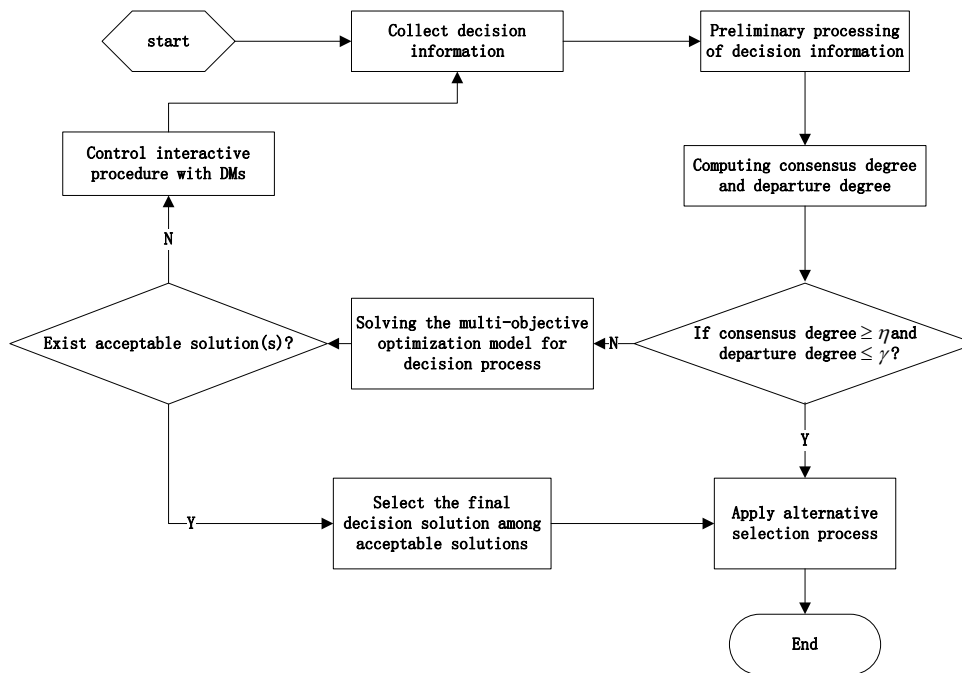 start
Collect decision
information
Preliminary processing
of decision information
Control interactive
procedure with DMs
Computing consensus degree
and departure degree
N
Exist acceptable solution(s)?
Solving the multi-objective
optimization model for
decision process
N
If consensus degree ≥ η and
departure degree ≤ γ ?
Y
Y
Select the final
decision solution among
acceptable solutions
Apply alternative
selection process
End